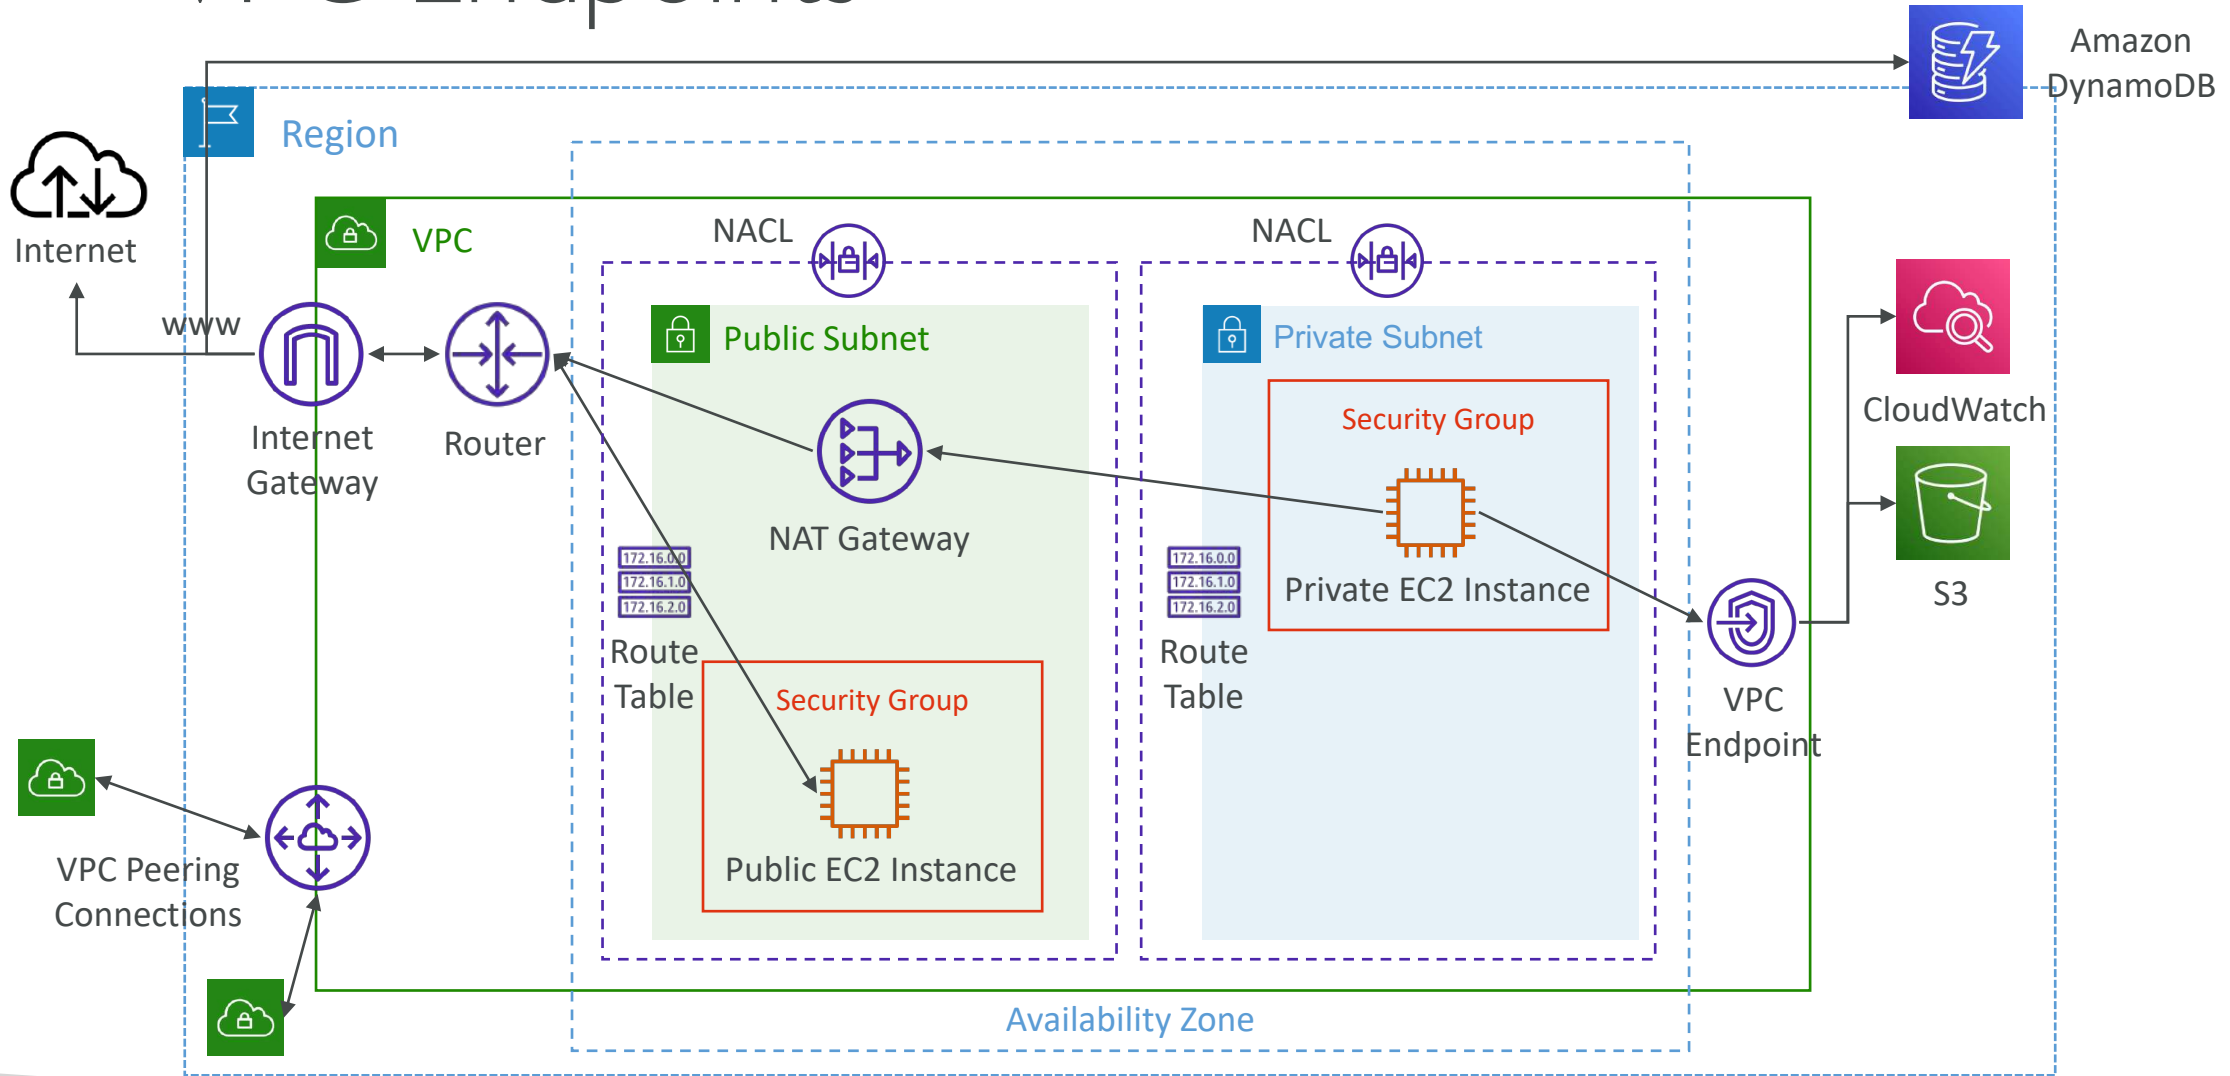 VPC Endpoints
Amazon
DynamoDB
Region
Internet
VPC
NACL
NACL
www
Public Subnet
Private Subnet
Internet
Gateway
Router
Security Group
CloudWatch
NAT Gateway
172.16.0.0
172.16.1.0
172.16.2.0
172.16.0.0
172.16.1.0
172.16.2.0
Private EC2 Instance
S3
Route
Table
Route
Table
Security Group
VPC
Endpoint
VPC Peering
Connections
Public EC2 Instance
Availability Zone